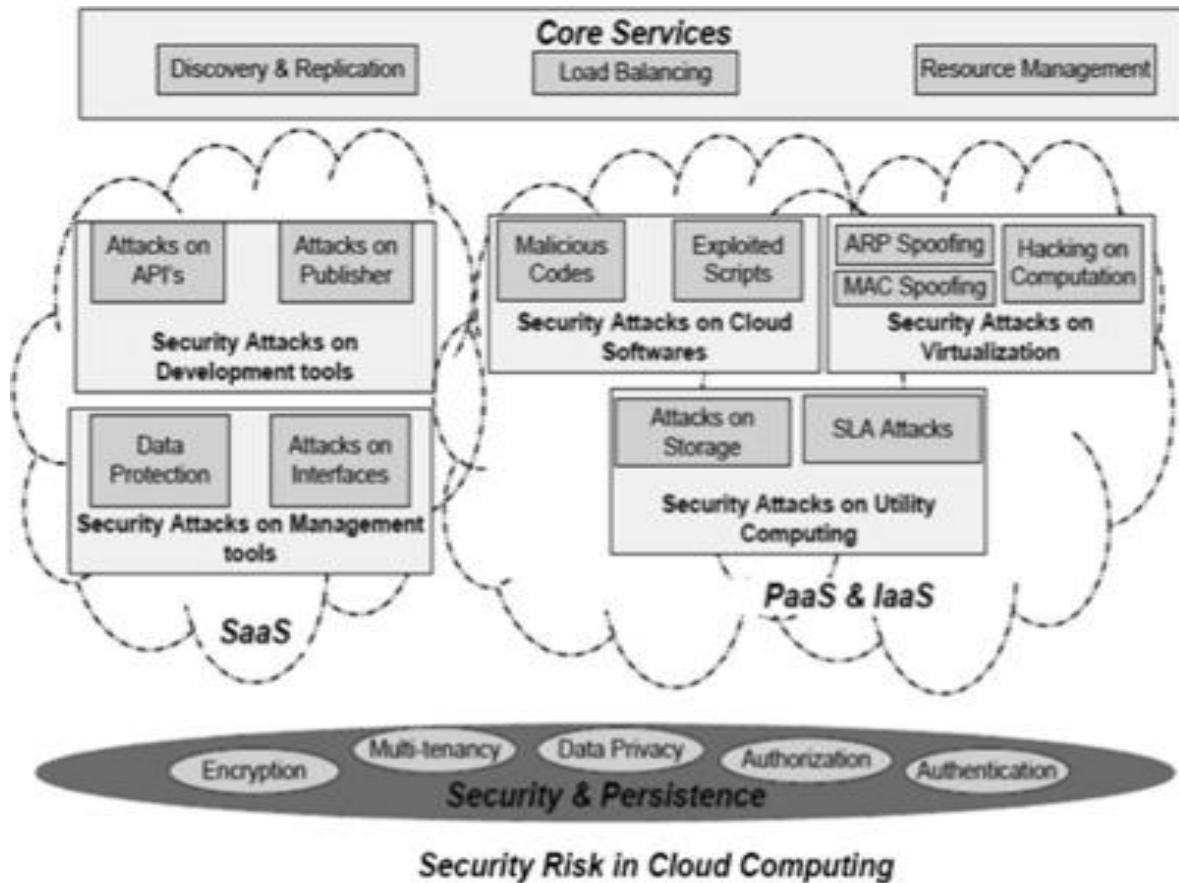 Core Services
Discovery & Replication
Load Balancing
Resource Management
Attacks on
API's
Attacks on
Publisher
Security Attacks on
Development tools
Data
Protection
Attacks on
Interfaces
Security Attacks on Management
tools
SaaS
Malicious
Codes
Exploited
Scripts
Security Attacks on Cloud
Softwares
ARP Spoofing
MAC Spoofing
Hacking on
Computation
Security Attacks on
Virtualization
Attacks on
Storage
SLA Attacks
Security Attacks on Utility
Computing
PaaS & IaaS
Encryption
Multi-tenancy
Data Privacy
Authorization
Authentication
Security & Persistence
Security Risk in Cloud Computing